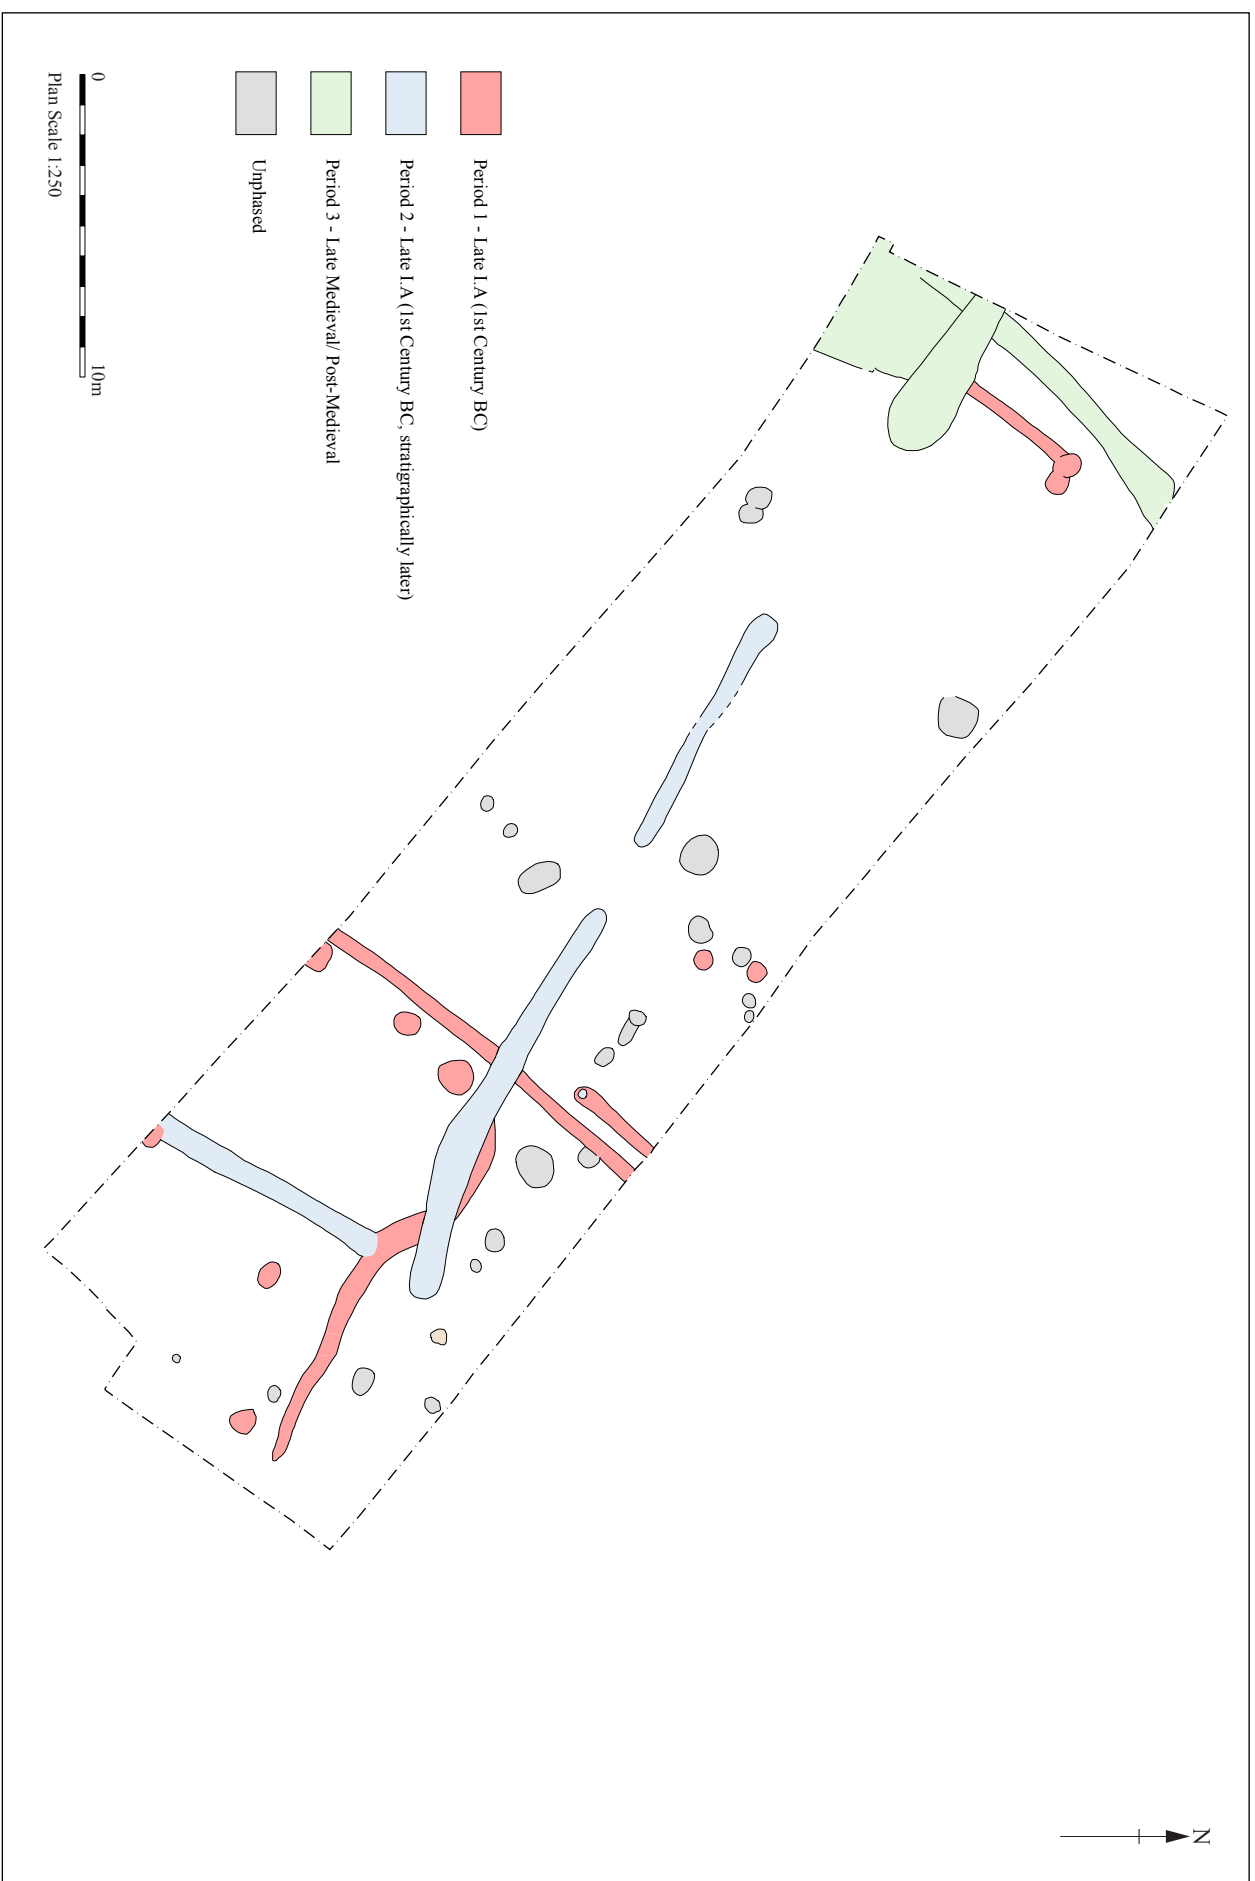 N
Period 1 - Late I.A (1st Century BC)
Period 2 - Late I.A (1st Century BC, stratigraphically later)
Period 3 - Late Medieval/ Post-Medieval
Unphased
0 10m
Plan Scale 1:250